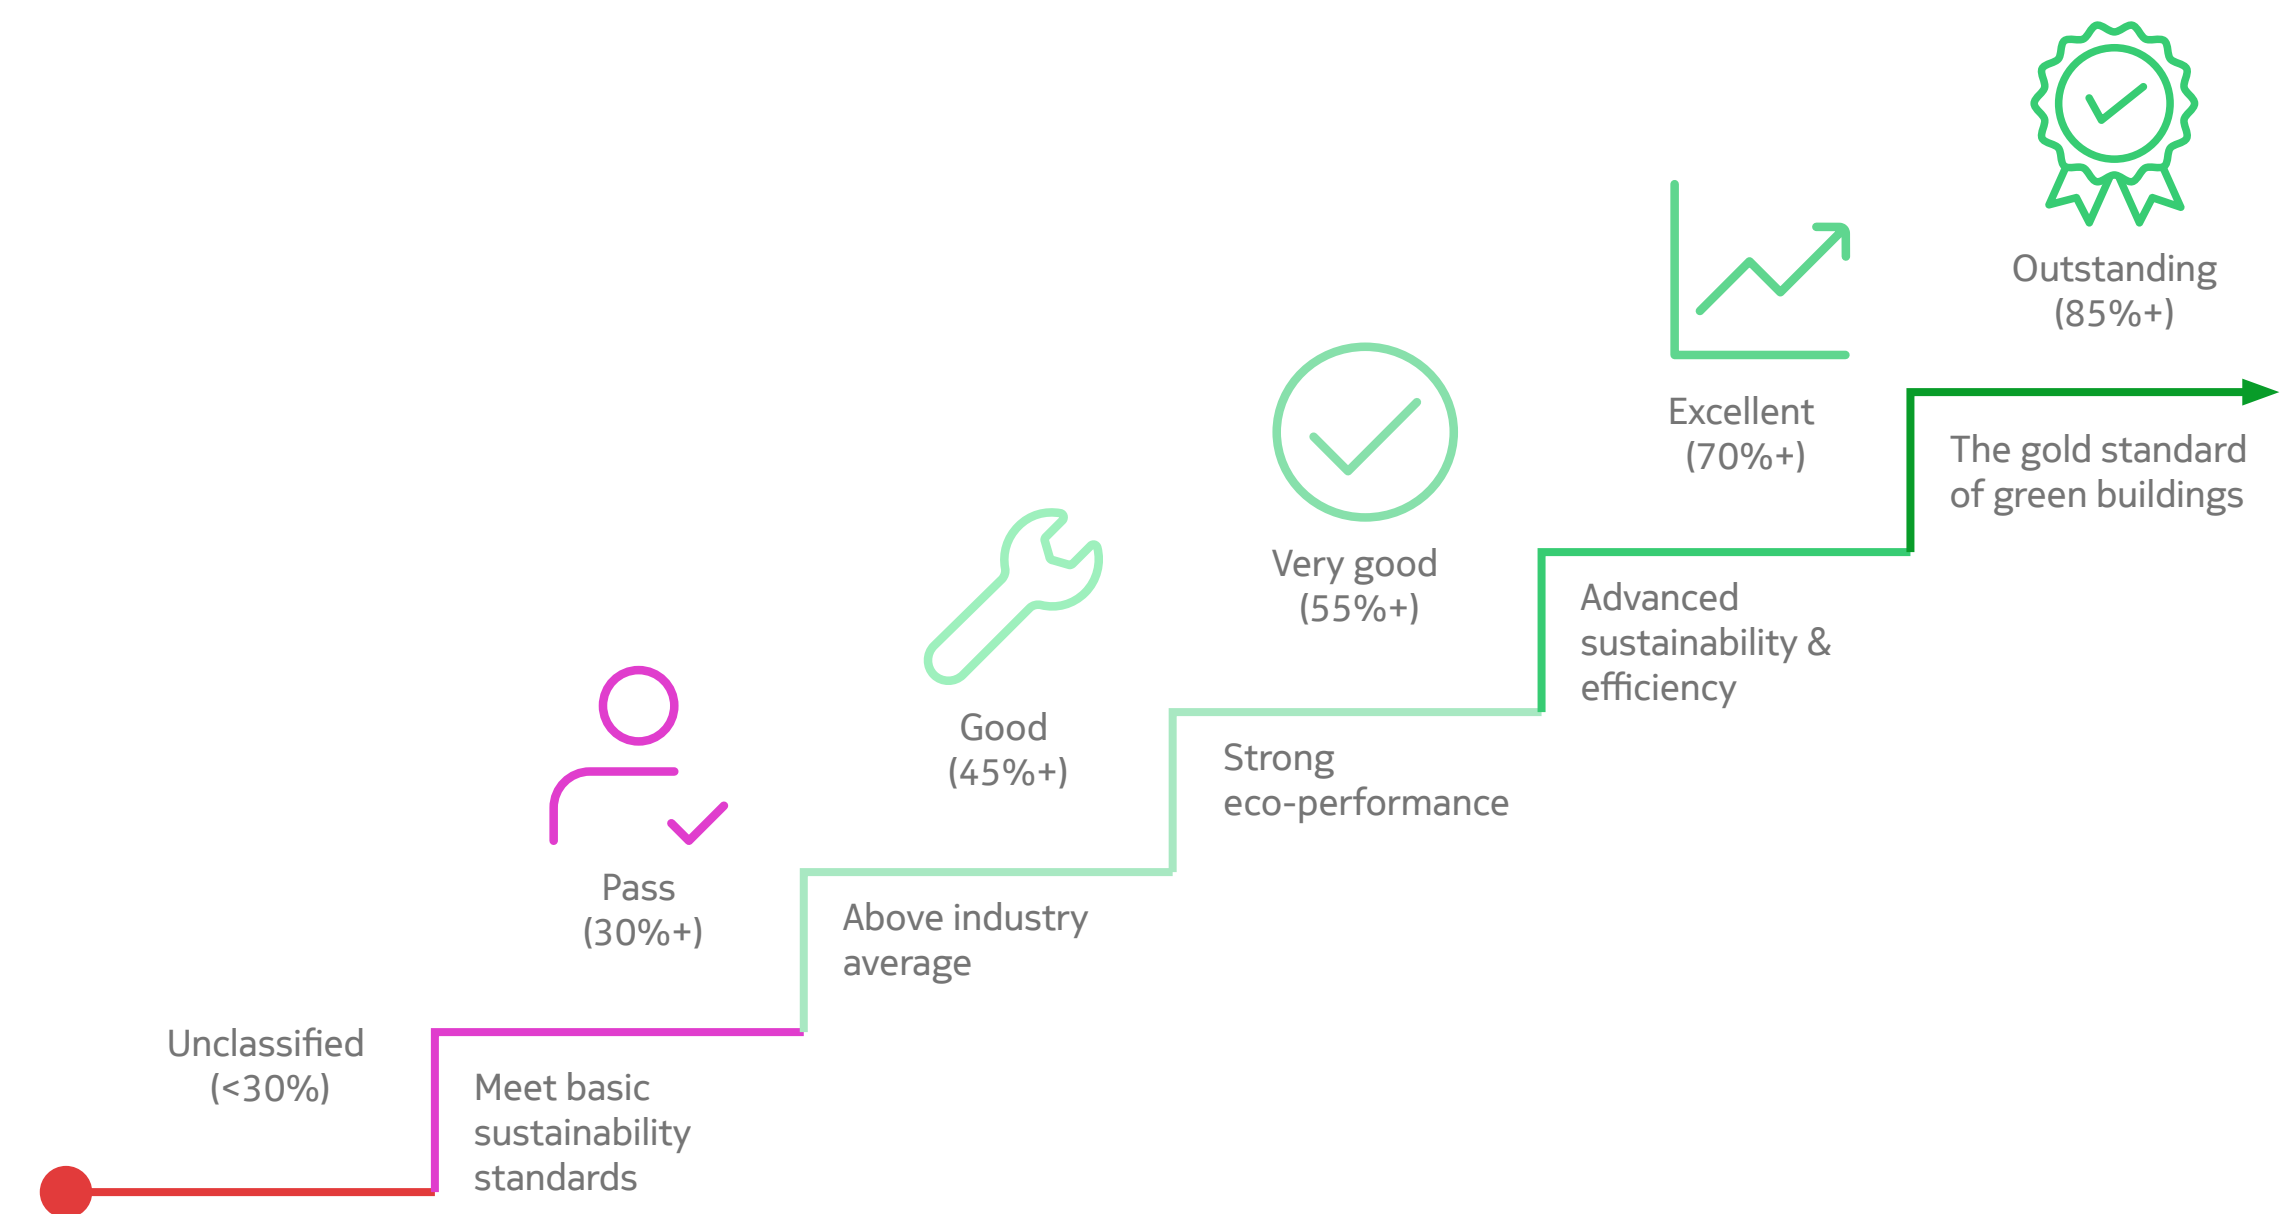 Unclassified
(<30%)
Pass
(30%+)
Meet basic
sustainability
standards
Good
(45%+)
Above industry
average
Very good
(55%+)
Strong
eco-performance
Excellent
(70%+)
Advanced
sustainability &
efficiency
Outstanding
(85%+)
The gold standard
of green buildings